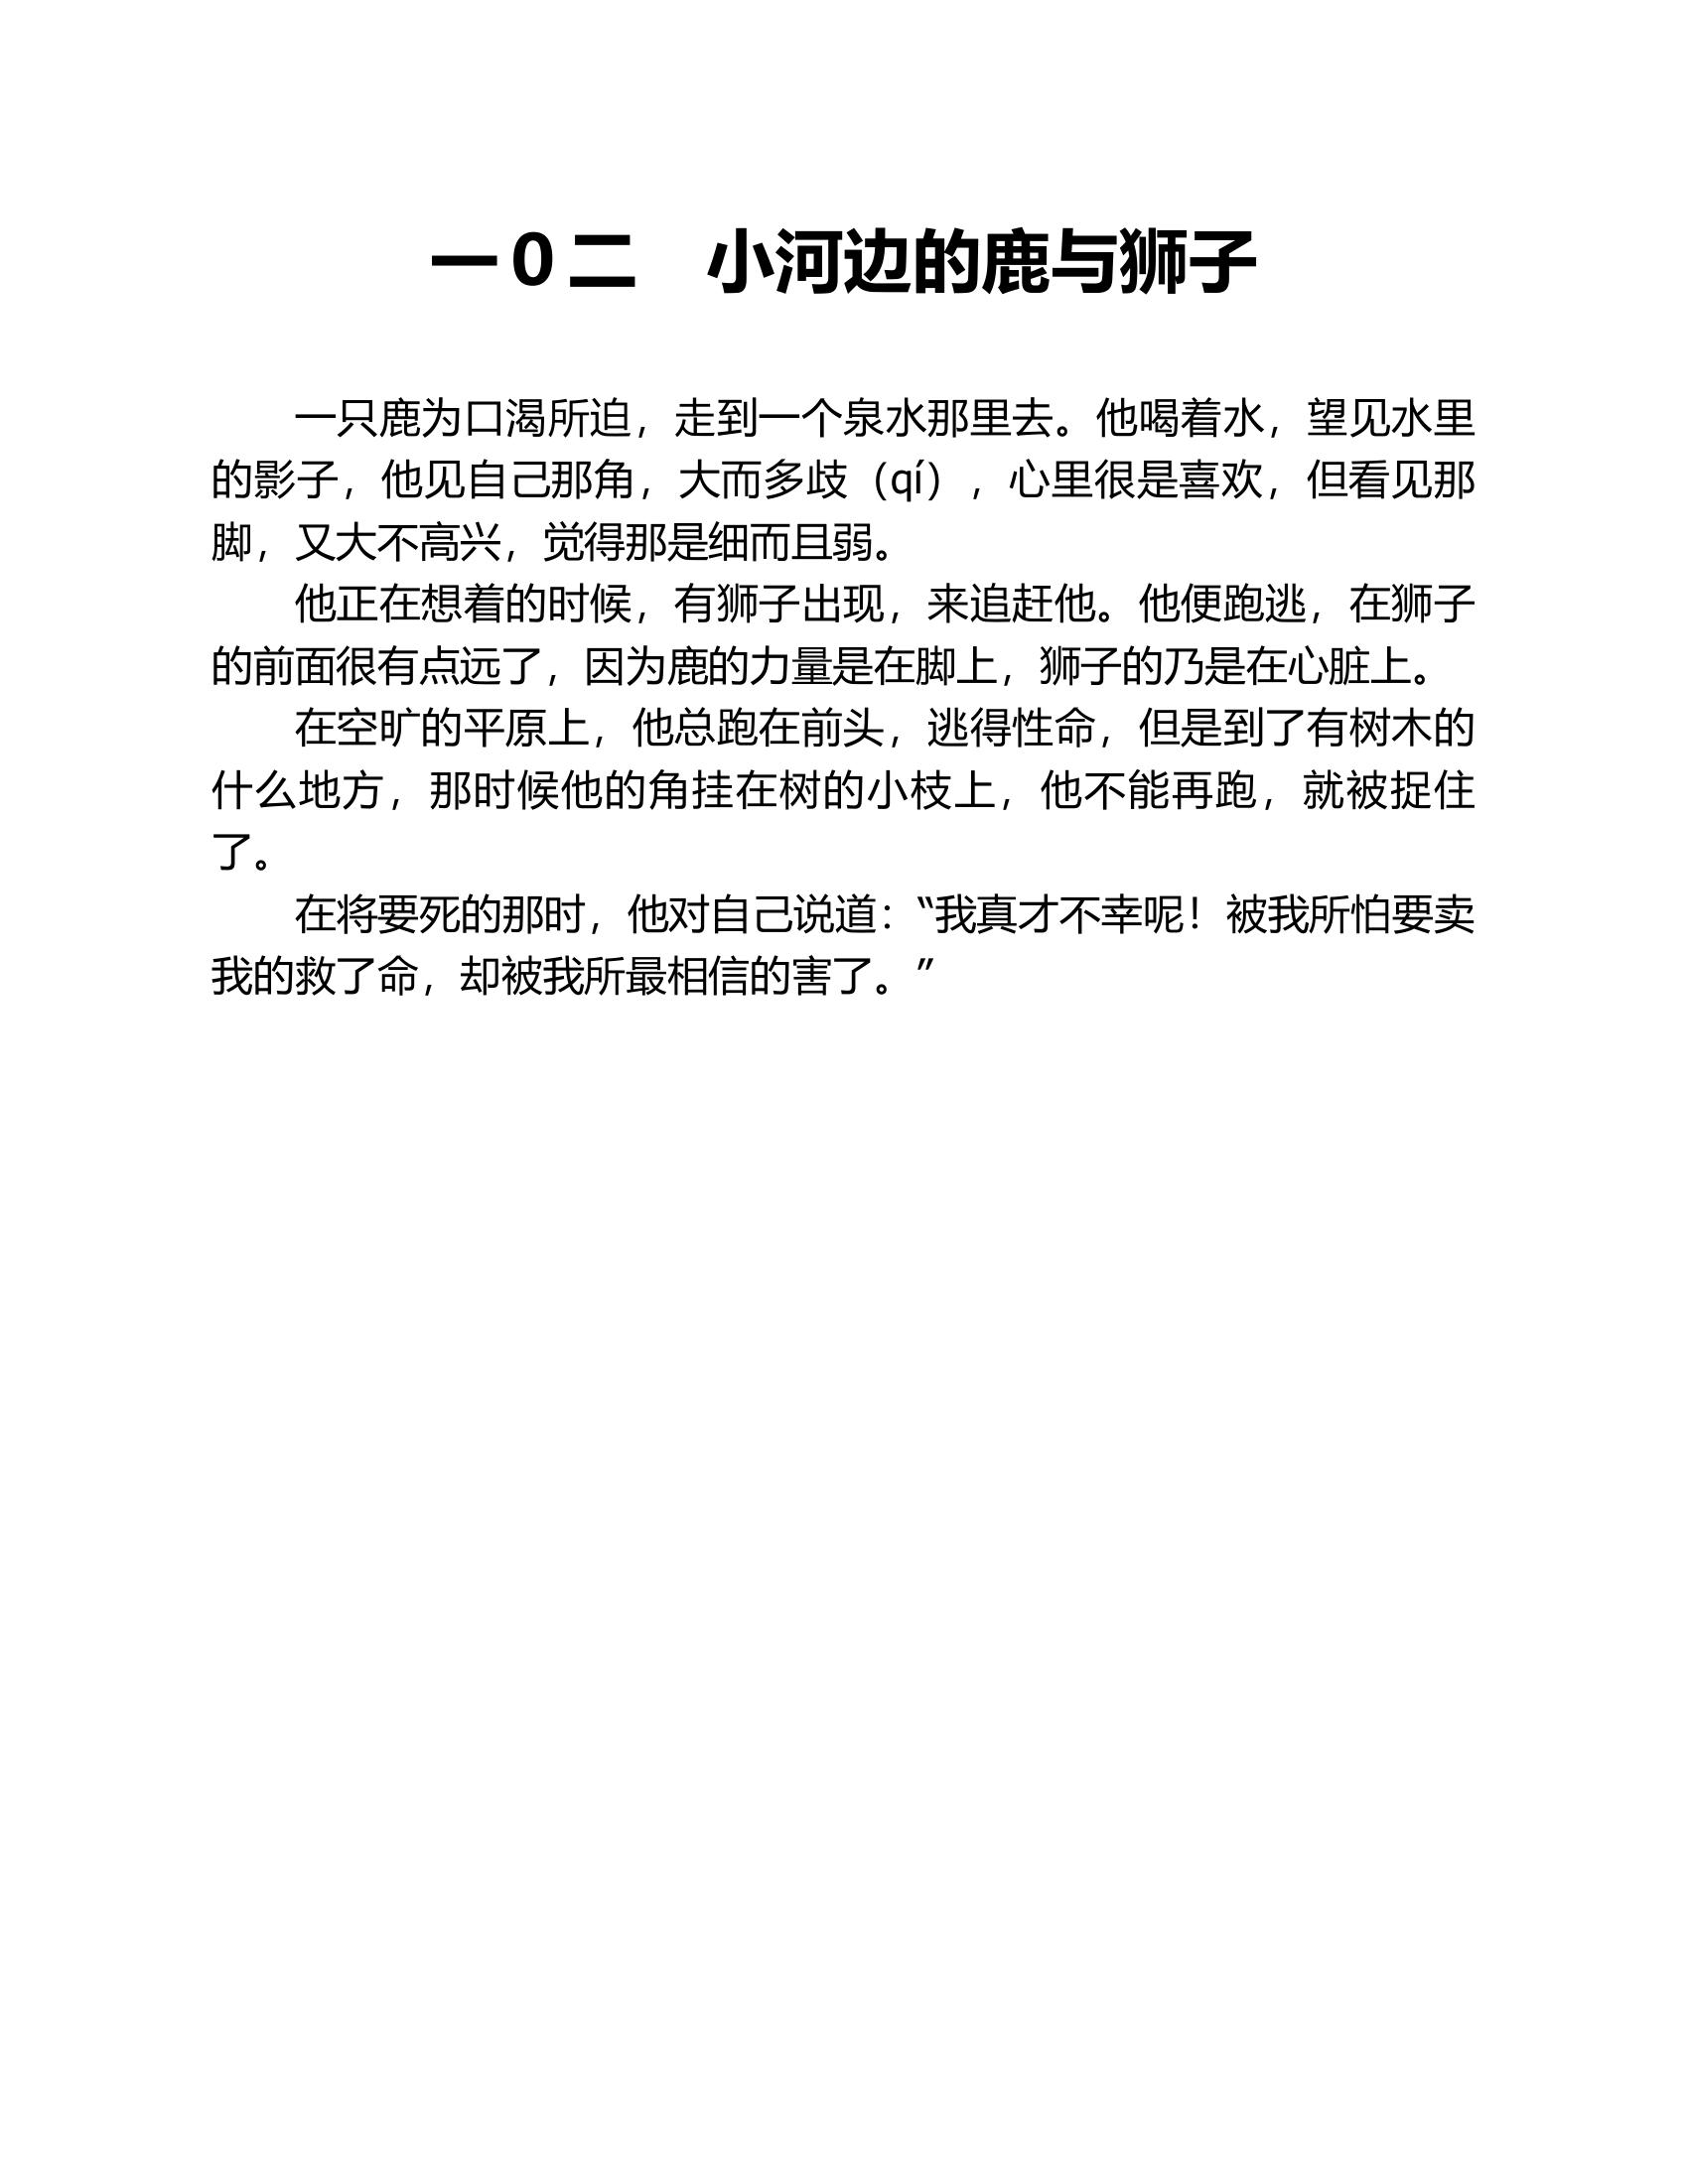 一0二　小河边的鹿与狮子
一只鹿为口渴所迫，走到一个泉水那里去。他喝着水，望见水里
的影子，他见自己那角，大而多歧（qí），心里很是喜欢，但看见那
脚，又大不高兴，觉得那是细而且弱。
他正在想着的时候，有狮子出现，来追赶他。他便跑逃，在狮子
的前面很有点远了，因为鹿的力量是在脚上，狮子的乃是在心脏上。
在空旷的平原上，他总跑在前头，逃得性命，但是到了有树木的
什么地方，那时候他的角挂在树的小枝上，他不能再跑，就被捉住
了。
在将要死的那时，他对自己说道：“我真才不幸呢！被我所怕要卖
我的救了命，却被我所最相信的害了。”